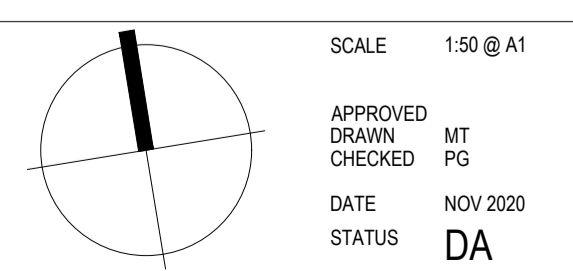 SCALE 1:50 @ A1
APPROVED
DRAWN MT
CHECKED PG
DATE NOV 2020
STATUS DA